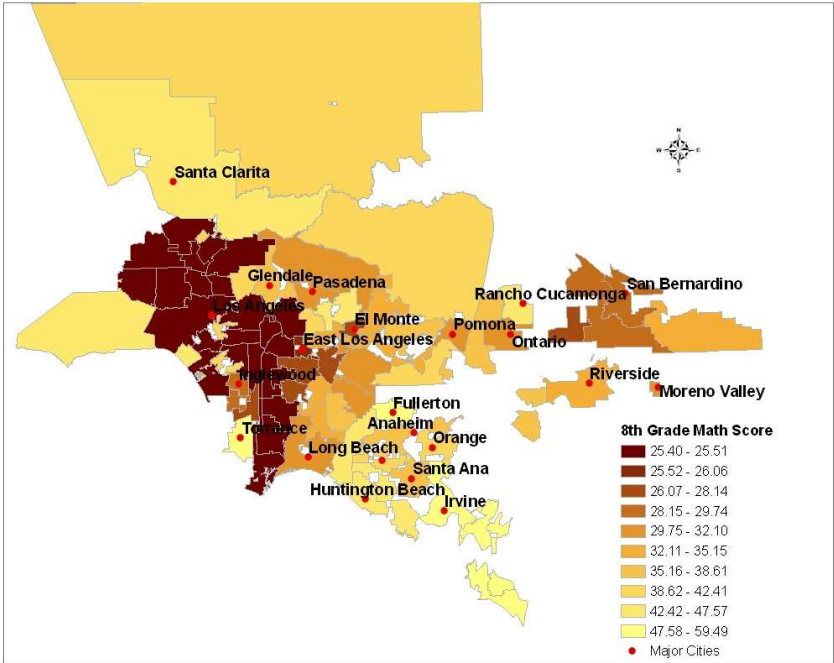 N
W E
S
Santa Clarita
Glendale
Pasadena
Los Angeles
El Monte
East Los Angeles
Rancho Cucamonga
San Bernardino
Pomona
Ontario
Inglewood
Riverside
Moreno Valley
Fullerton
Anaheim
Torrance
Orange
Long Beach
Santa Ana
Huntington Beach
Irvine
8th Grade Math Score
25.40 - 25.51
25.52 - 26.06
26.07 - 28.14
28.15 - 29.74
29.75 - 32.10
32.11 - 35.15
35.16 - 38.61
38.62 - 42.41
42.42 - 47.57
47.58 - 59.49
Major Cities